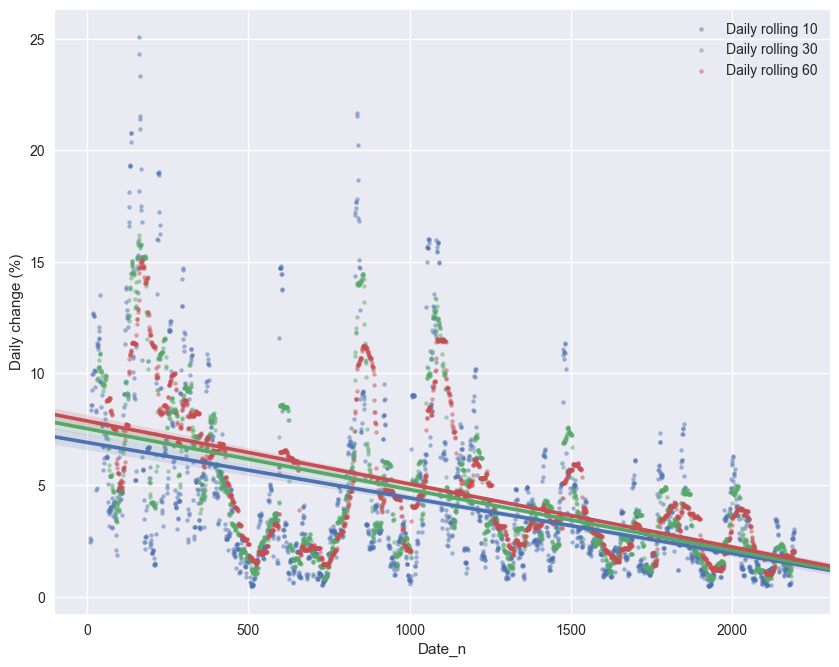 Daily rolling 10
Daily rolling 30
Daily rolling 60
25
20
15
10
5
0
Daily change (%)
0 500 1000 1500 2000
Date_n